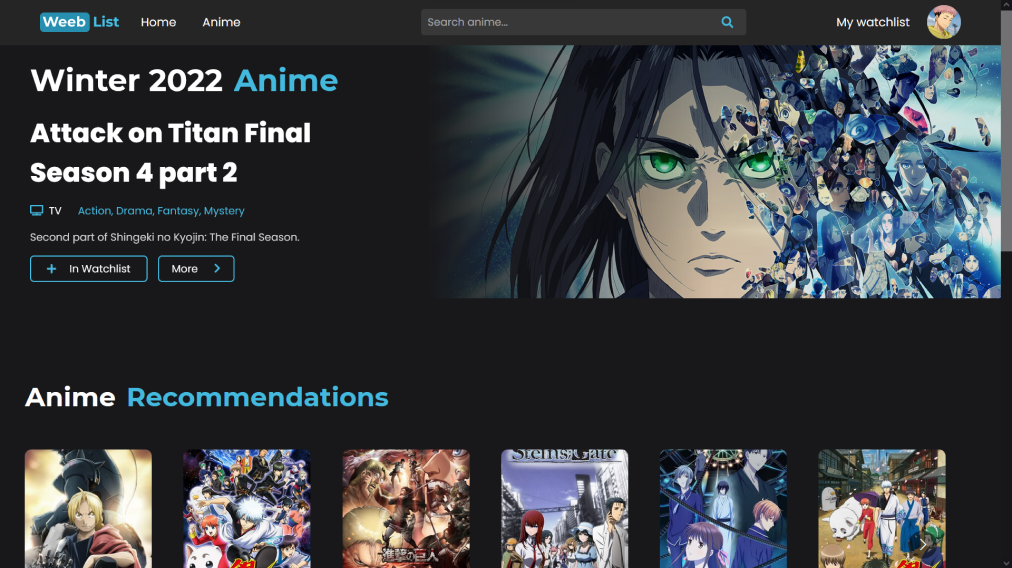 Weeb List
Home
Anime
Search anime...
My watchlist
Winter 2022 Anime
Attack on Titan Final
Season 4 part 2
TV
Action, Drama, Fantasy, Mystery
Second part of Shingeki no Kyojin: The Final Season.
+ In Watchlist
More >
Anime Recommendations
Steins;Gate
進撃の巨人